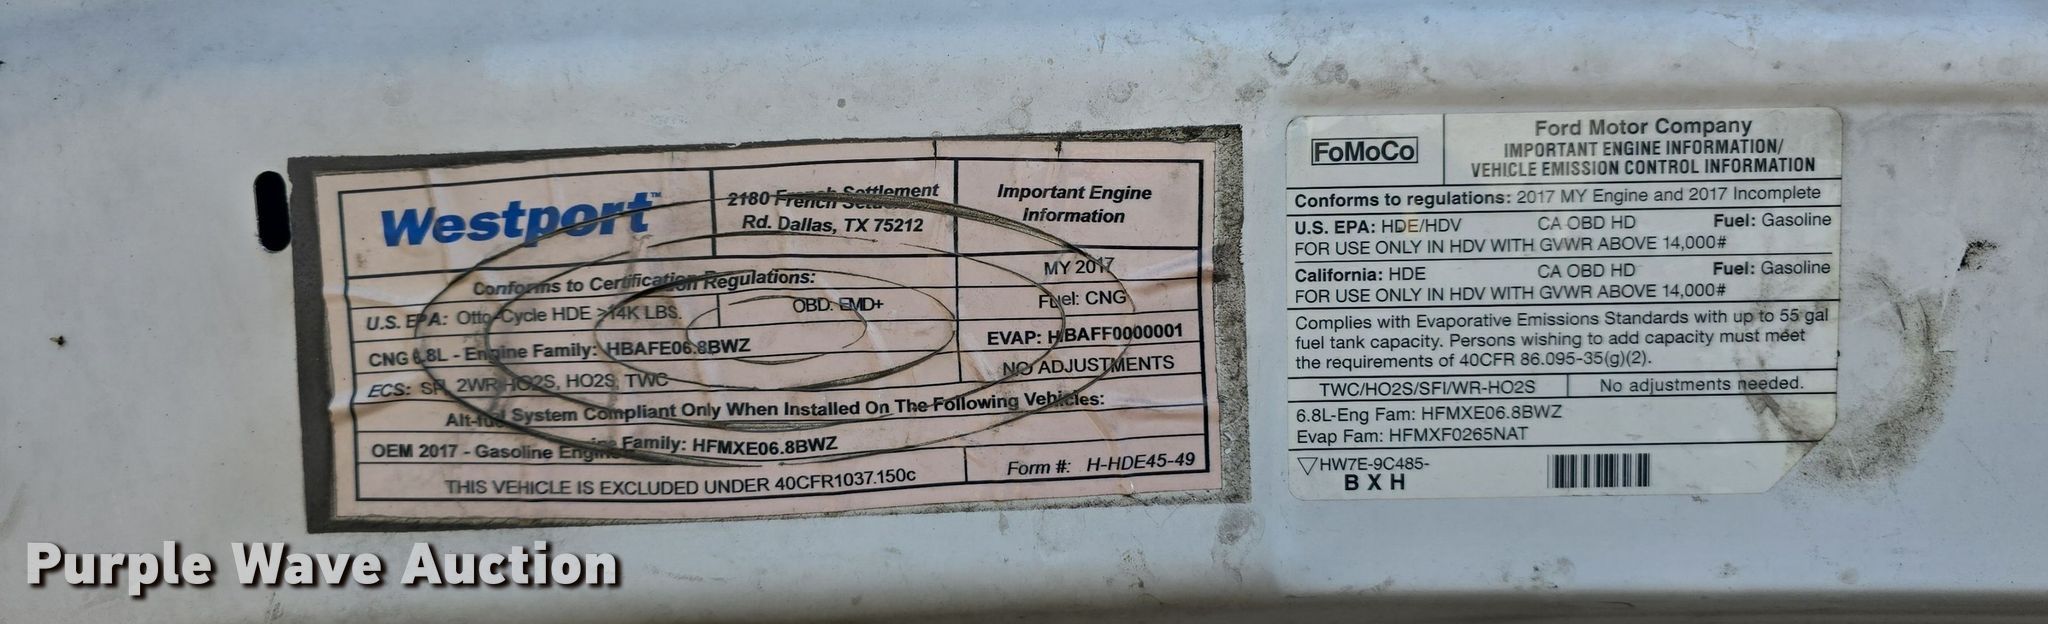 Westport™
2180 French Settlement
Rd. Dallas, TX 75212
Important Engine
Information
Conforms to Certification Regulations:
MY 2017
U.S. EPA: Otto-Cycle HDE >14K LBS.
OBD: EMD+
Fuel: CNG
CNG 6.8L - Engine Family: HBAFE06.8BWZ
EVAP: HBAFF0000001
ECS: SFI, 2WR-HO2S, HO2S, TWC
NO ADJUSTMENTS
Alt-fuel System Compliant Only When Installed On The Following Vehicles:
OEM 2017 - Gasoline Engine Family: HFMXE06.8BWZ
THIS VEHICLE IS EXCLUDED UNDER 40CFR1037.150c
Form #: H-HDE45-49
FoMoCo
Ford Motor Company
IMPORTANT ENGINE INFORMATION/
VEHICLE EMISSION CONTROL INFORMATION
Conforms to regulations: 2017 MY Engine and 2017 Incomplete
U.S. EPA: HDE/HDV CA OBD HD Fuel: Gasoline
FOR USE ONLY IN HDV WITH GVWR ABOVE 14,000#
California: HDE CA OBD HD Fuel: Gasoline
FOR USE ONLY IN HDV WITH GVWR ABOVE 14,000#
Complies with Evaporative Emissions Standards with up to 55 gal
fuel tank capacity. Persons wishing to add capacity must meet
the requirements of 40CFR 86.095-35(g)(2).
TWC/HO2S/SFI/WR-HO2S No adjustments needed.
6.8L-Eng Fam: HFMXE06.8BWZ
Evap Fam: HFMXF0265NAT
▽HW7E-9C485-
B X H
Purple Wave Auction